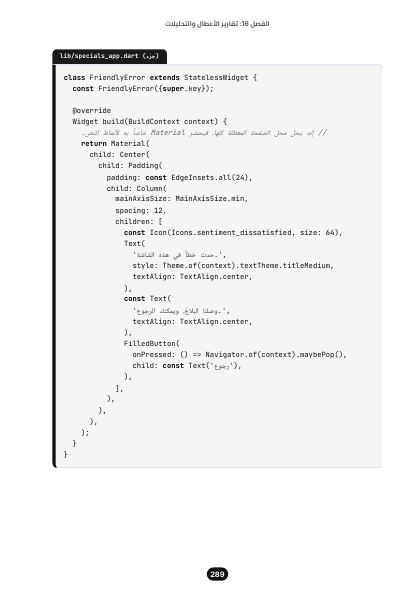 الفصل 16: تقارير الأعطال والتحليلات
lib/specials_app.dart (جزء)
class FriendlyError extends StatelessWidget {
  const FriendlyError({super.key});

  @override
  Widget build(BuildContext context) {
    // إنه يحل محل الصفحة المعطلة كلها، فيحضر Material خاصاً به لأنماط النص.
    return Material(
      child: Center(
        child: Padding(
          padding: const EdgeInsets.all(24),
          child: Column(
            mainAxisSize: MainAxisSize.min,
            spacing: 12,
            children: [
              const Icon(Icons.sentiment_dissatisfied, size: 64),
              Text(
                'حدث خطأ في هذه الشاشة.',
                style: Theme.of(context).textTheme.titleMedium,
                textAlign: TextAlign.center,
              ),
              const Text(
                'وصلنا البلاغ، ويمكنك الرجوع.',
                textAlign: TextAlign.center,
              ),
              FilledButton(
                onPressed: () => Navigator.of(context).maybePop(),
                child: const Text('رجوع'),
              ),
            ],
          ),
        ),
      ),
    );
  }
}
289